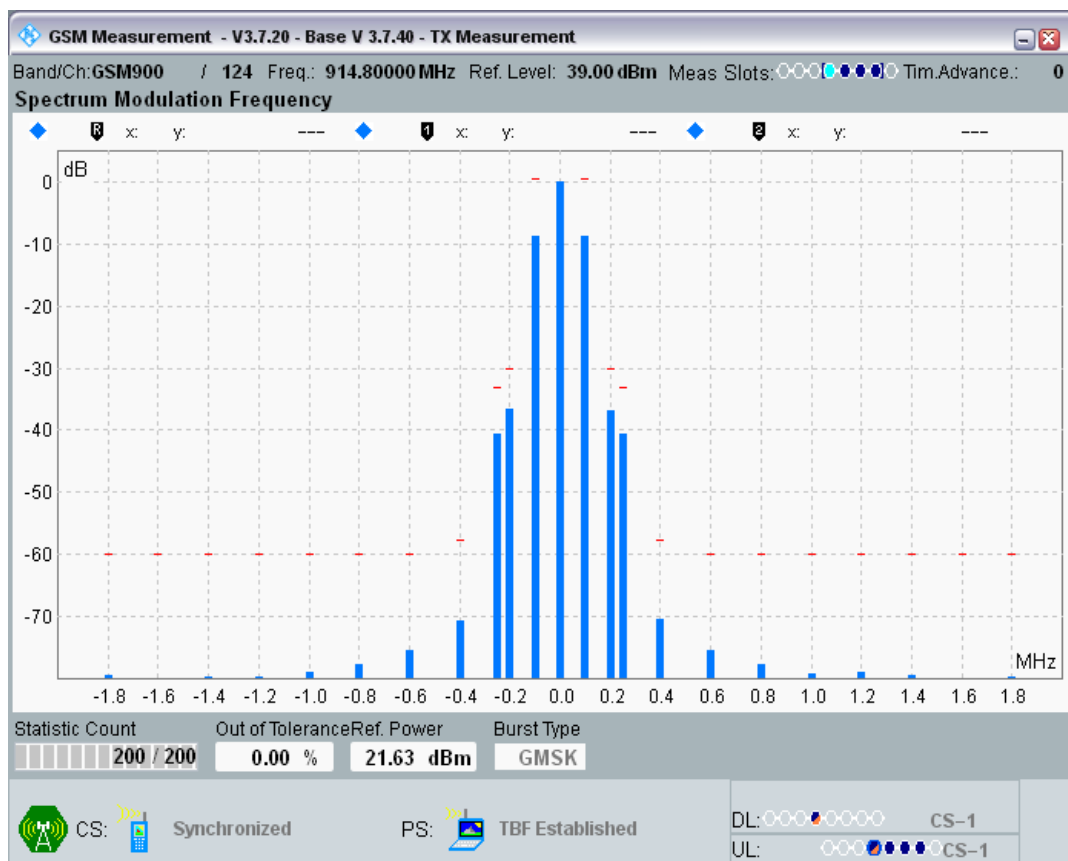 GSM Measurement - V3.7.20 - Base V 3.7.40 - TX Measurement
Band/Ch:GSM900 / 124 Freq.: 914.80000 MHz Ref. Level: 39.00 dBm Meas Slots: Tim.Advance.: 0
Spectrum Modulation Frequency
R x: y: --- 1 x: y: --- 2 x: y: ---
dB
0
-10
-20
-30
-40
-50
-60
-70
MHz
-1.8 -1.6 -1.4 -1.2 -1.0 -0.8 -0.6 -0.4 -0.2 0.0 0.2 0.4 0.6 0.8 1.0 1.2 1.4 1.6 1.8
Statistic Count Out of Tolerance Ref. Power Burst Type
200 / 200 0.00 % 21.63 dBm GMSK
CS: Synchronized PS: TBF Established
DL: CS-1
UL: CS-1